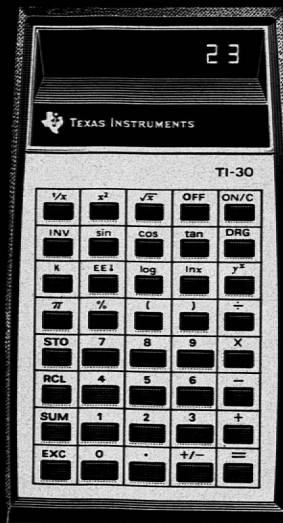 23
TEXAS INSTRUMENTS
TI-30
1/x x² √x OFF ON/C
INV sin cos tan DRG
K EE↓ log lnx yˣ
π % ( ) ÷
STO 7 8 9 X
RCL 4 5 6 −
SUM 1 2 3 +
EXC 0 · +/− =